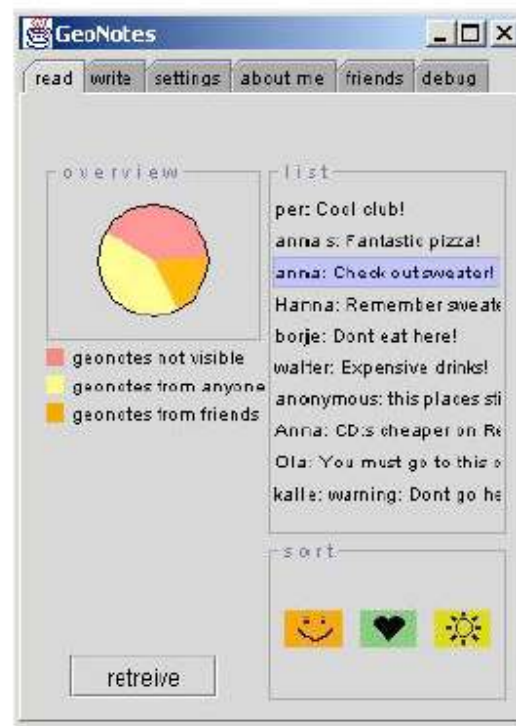 GeoNotes
read write settings about me friends debug
overview
geonotes not visible
geonotes from anyone
geonotes from friends
retreive
list
per: Cool club!
anna s: Fantastic pizza!
anna: Check out sweater!
Hanna: Remember sweate
borje: Dont eat here!
walter: Expensive drinks!
anonymous: this places sti
Anna: CD:s cheaper on Re
Ola: You must go to this
kalle: warning: Dont go he
sort